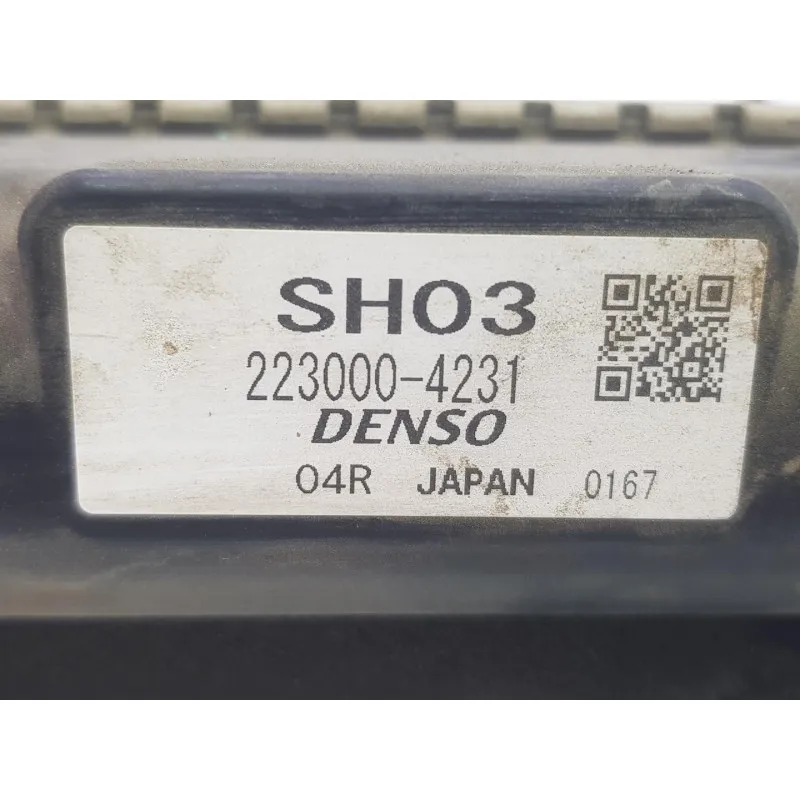 SH03
223000-4231
DENSO
04R JAPAN 0167